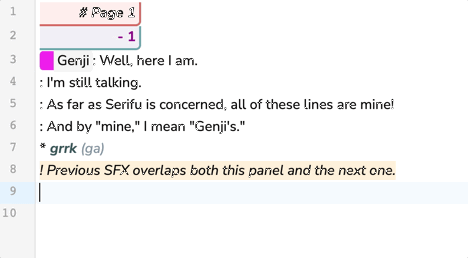 1 # Page 1
2 - 1
3 Genji : Well, here I am.
4 : I'm still talking.
5 : As far as Serifu is concerned, all of these lines are mine!
6 : And by "mine," I mean "Genji's."
7 * grrk (ga)
8 ! Previous SFX overlaps both this panel and the next one.
9
10